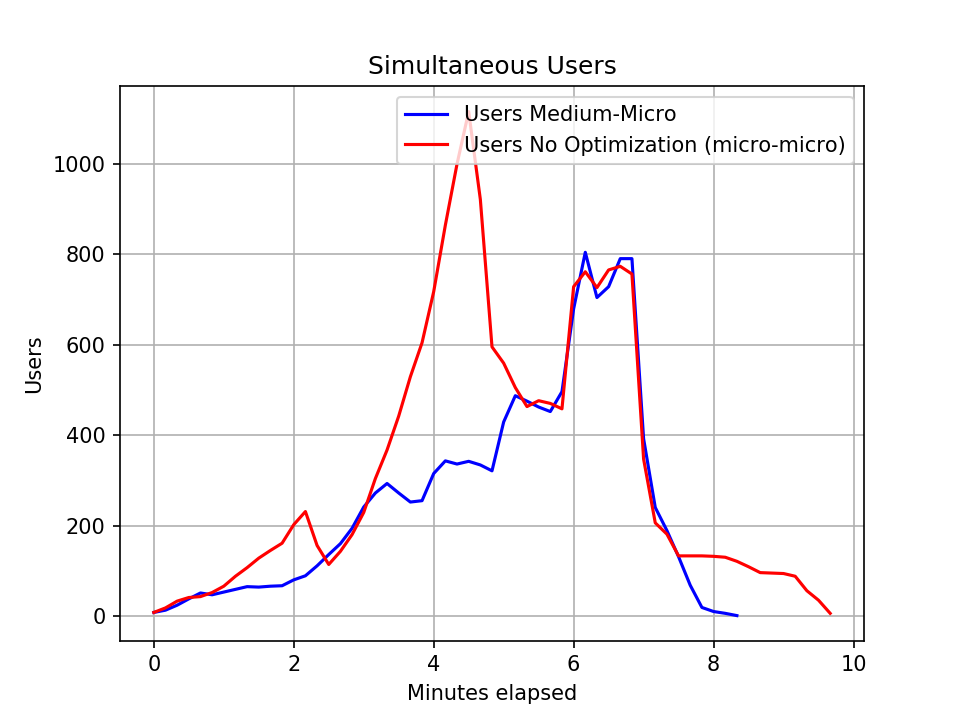 Simultaneous Users
Users Medium-Micro
Users No Optimization (micro-micro)
1000
800
600
400
200
0
Users
0 2 4 6 8 10
Minutes elapsed